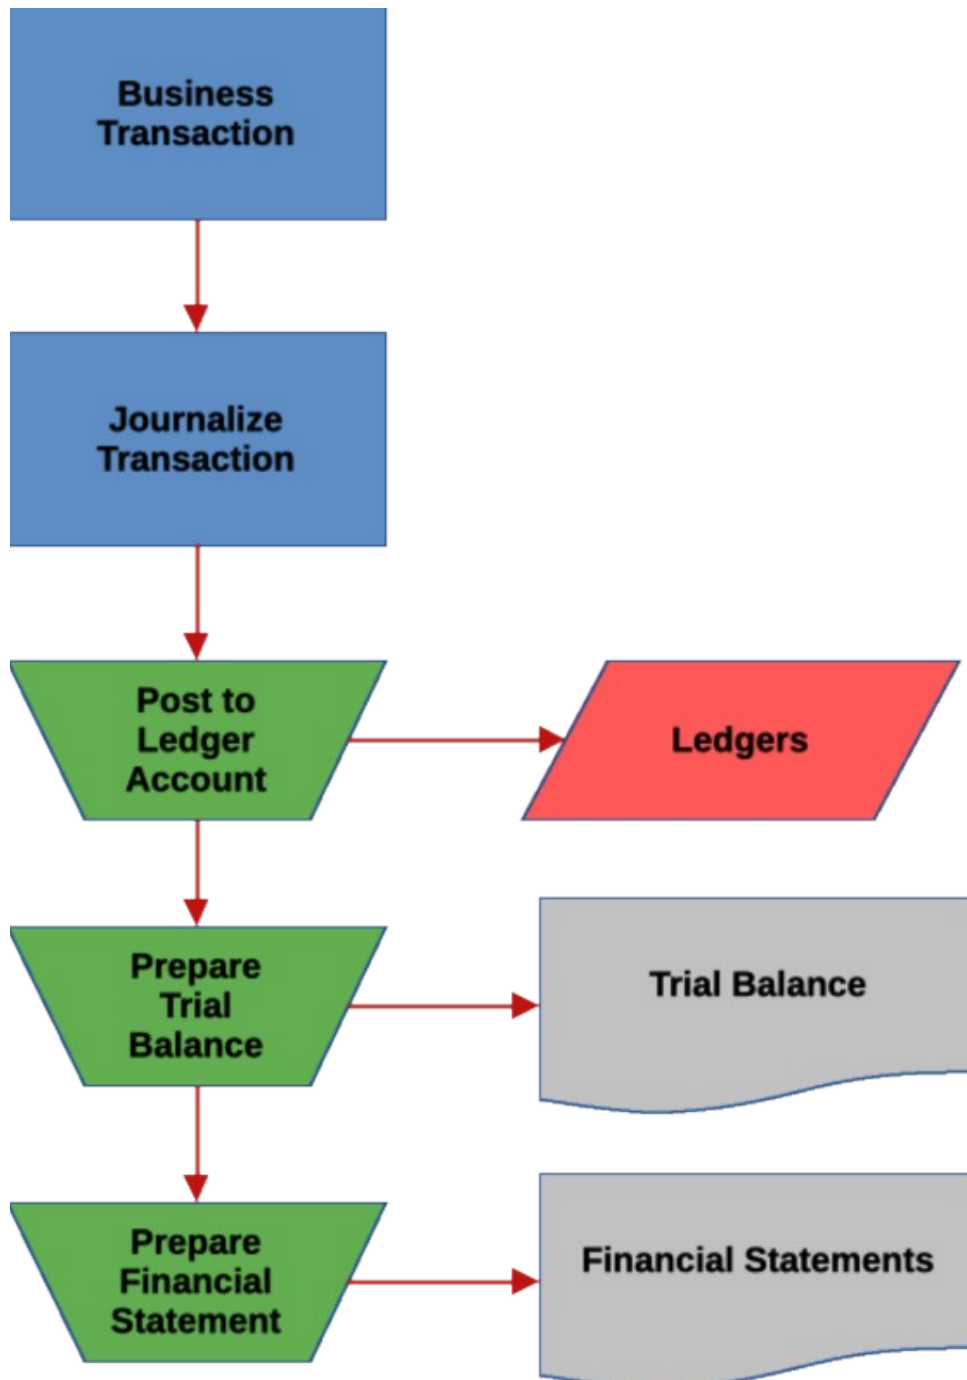 Business
Transaction
Journalize
Transaction
Post to
Ledger
Account
Ledgers
Prepare
Trial
Balance
Trial Balance
Prepare
Financial
Statement
Financial Statements